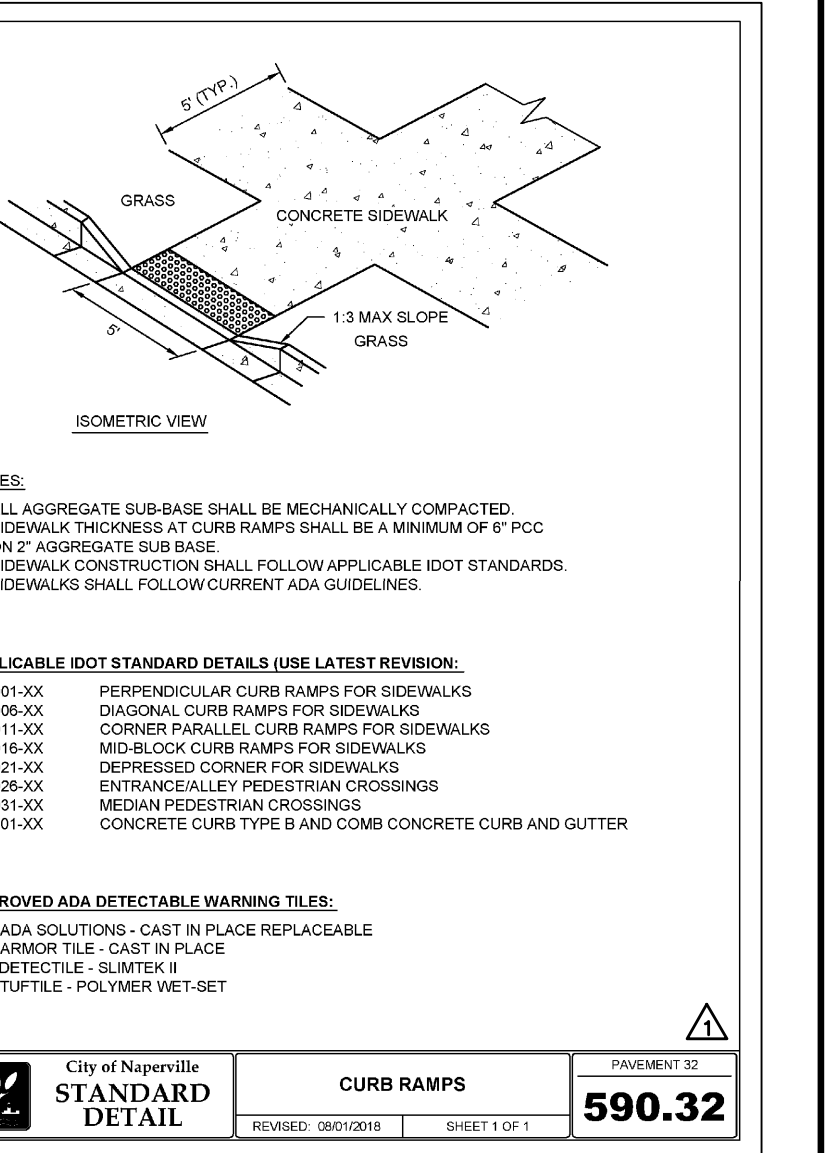 5' (TYP.)
GRASS
CONCRETE SIDEWALK
5'
1:3 MAX SLOPE
GRASS
ISOMETRIC VIEW
ES:
LL AGGREGATE SUB-BASE SHALL BE MECHANICALLY COMPACTED.
IDEWALK THICKNESS AT CURB RAMPS SHALL BE A MINIMUM OF 6" PCC
N 2" AGGREGATE SUB BASE.
IDEWALK CONSTRUCTION SHALL FOLLOW APPLICABLE IDOT STANDARDS.
IDEWALKS SHALL FOLLOW CURRENT ADA GUIDELINES.
LICABLE IDOT STANDARD DETAILS (USE LATEST REVISION:
01-XX PERPENDICULAR CURB RAMPS FOR SIDEWALKS
06-XX DIAGONAL CURB RAMPS FOR SIDEWALKS
11-XX CORNER PARALLEL CURB RAMPS FOR SIDEWALKS
16-XX MID-BLOCK CURB RAMPS FOR SIDEWALKS
21-XX DEPRESSED CORNER FOR SIDEWALKS
26-XX ENTRANCE/ALLEY PEDESTRIAN CROSSINGS
31-XX MEDIAN PEDESTRIAN CROSSINGS
01-XX CONCRETE CURB TYPE B AND COMB CONCRETE CURB AND GUTTER
ROVED ADA DETECTABLE WARNING TILES:
ADA SOLUTIONS - CAST IN PLACE REPLACEABLE
ARMOR TILE - CAST IN PLACE
DETECTILE - SLIMTEK II
TUFTILE - POLYMER WET-SET
1
City of Naperville
STANDARD
DETAIL
CURB RAMPS
REVISED: 08/01/2018
SHEET 1 OF 1
PAVEMENT 32
590.32